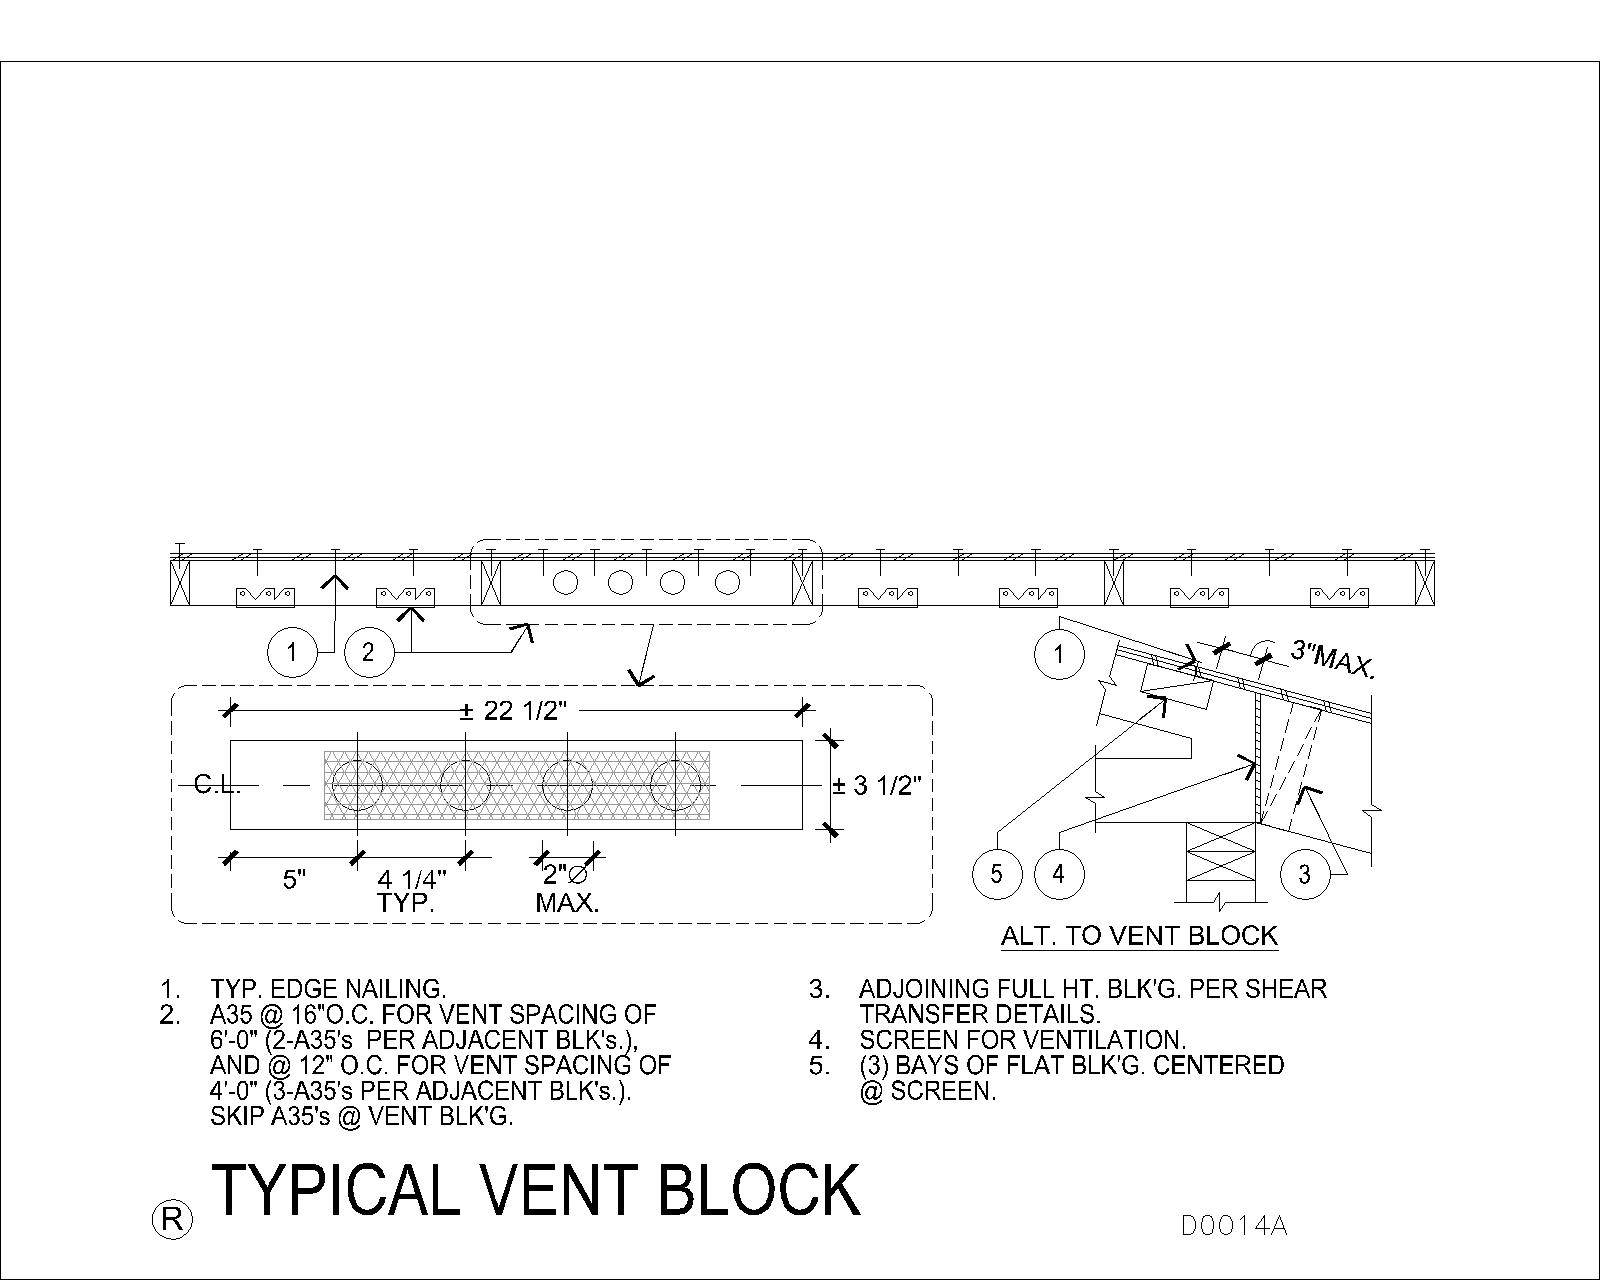 1
2
1
3"MAX.
± 22 1/2"
C.L.
± 3 1/2"
5"
4 1/4"
TYP.
2"∅
MAX.
5
4
3
ALT. TO VENT BLOCK
1. TYP. EDGE NAILING.
2. A35 @ 16"O.C. FOR VENT SPACING OF
6'-0" (2-A35's PER ADJACENT BLK's.),
AND @ 12" O.C. FOR VENT SPACING OF
4'-0" (3-A35's PER ADJACENT BLK's.).
SKIP A35's @ VENT BLK'G.
3. ADJOINING FULL HT. BLK'G. PER SHEAR
TRANSFER DETAILS.
4. SCREEN FOR VENTILATION.
5. (3) BAYS OF FLAT BLK'G. CENTERED
@ SCREEN.
R TYPICAL VENT BLOCK
D0014A